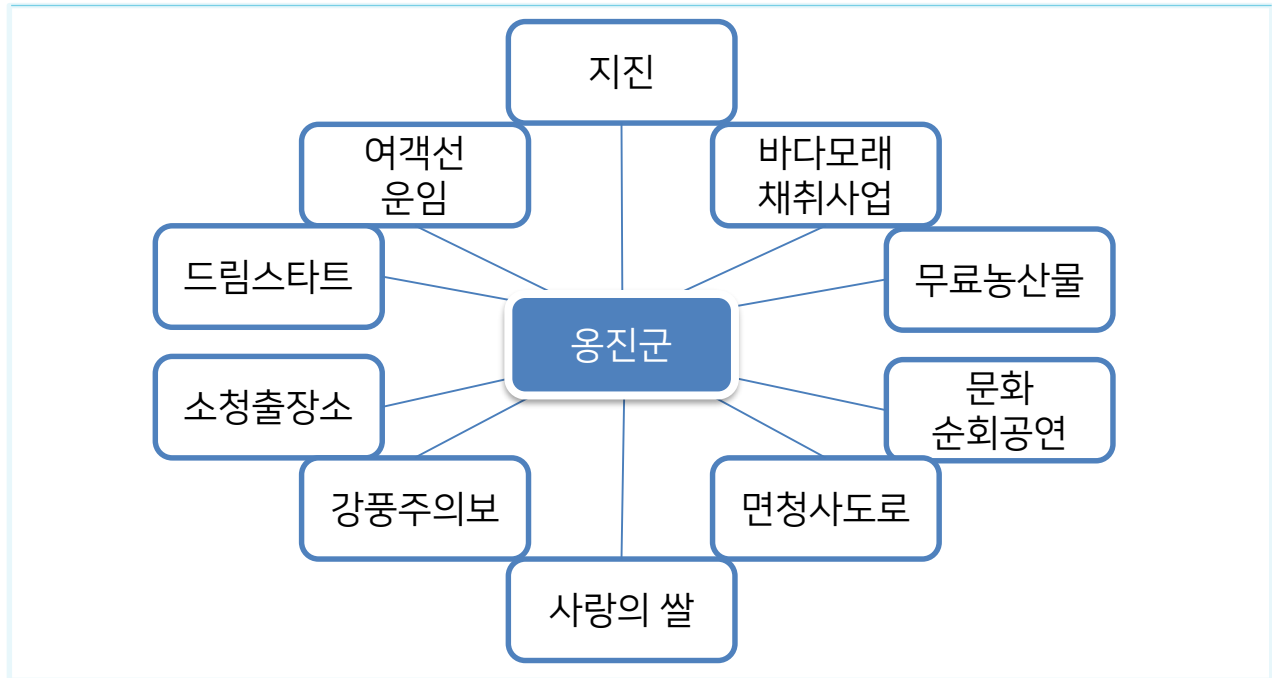 지진
여객선
운임
바다모래
채취사업
드림스타트
무료농산물
옹진군
소청출장소
문화
순회공연
강풍주의보
면청사도로
사랑의 쌀